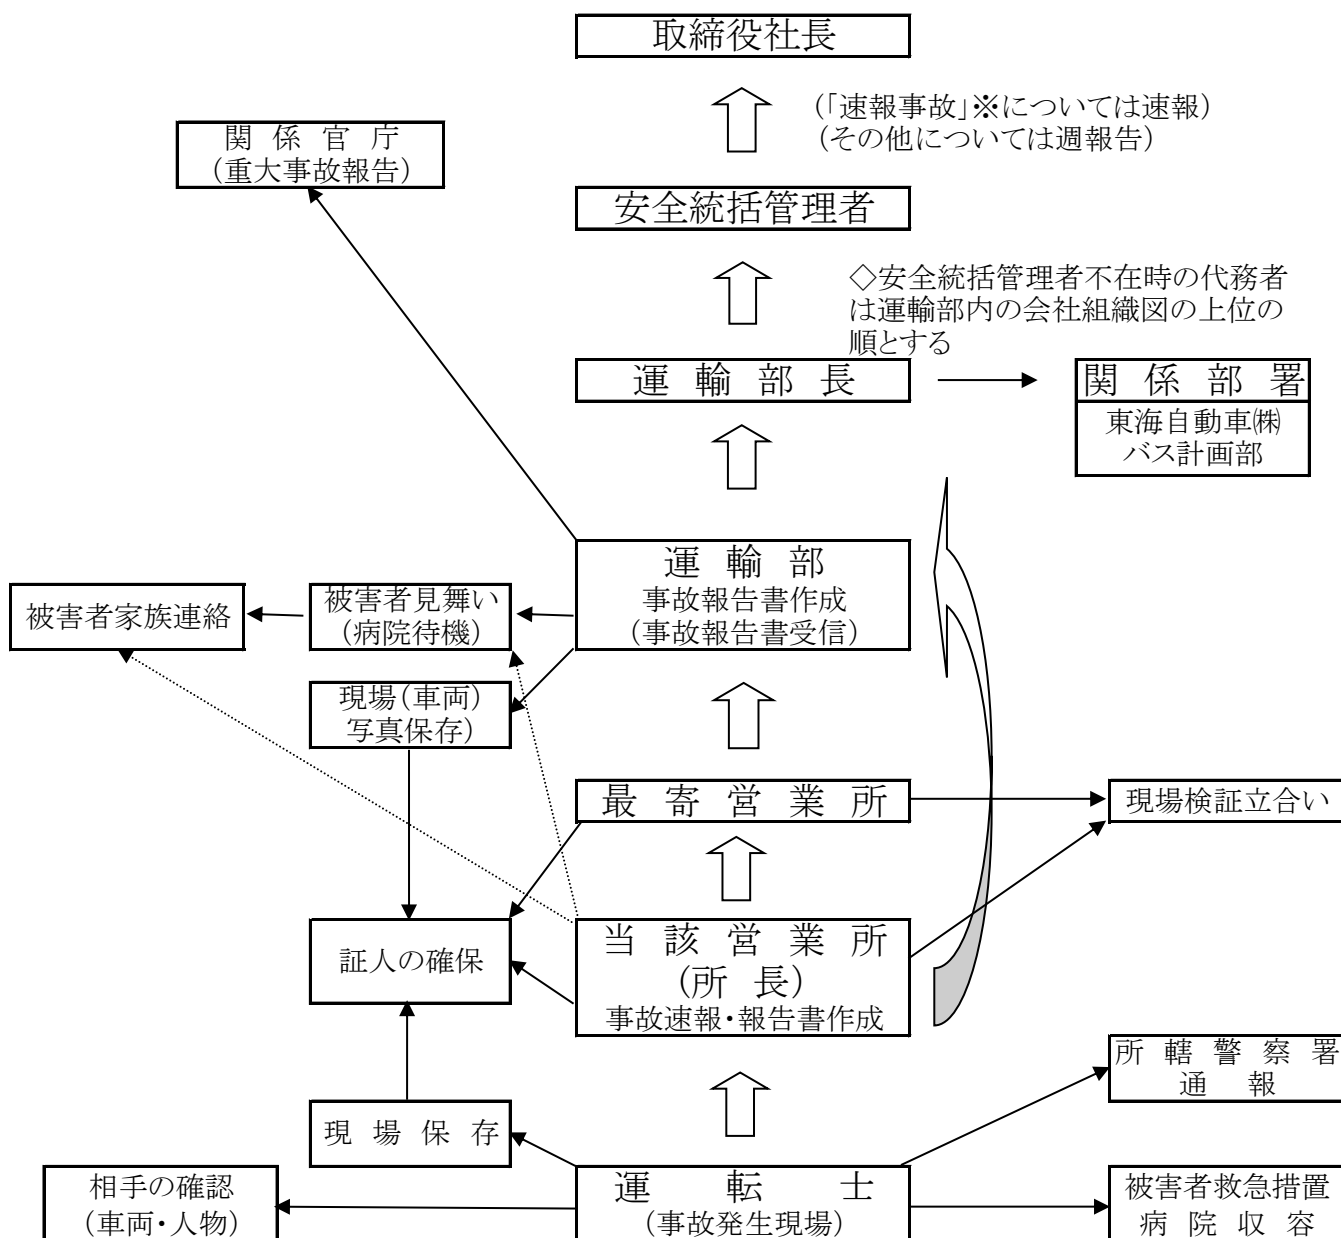 取締役社長
(「速報事故」※については速報)
(その他については週報告)
関係官庁
(重大事故報告)
安全統括管理者
◇安全統括管理者不在時の代務者
は運輸部内の会社組織図の上位の
順とする
運輸部長
関係部署
東海自動車㈱
バス計画部
運輸部
事故報告書作成
(事故報告書受信)
被害者見舞い
(病院待機)
被害者家族連絡
現場(車両)
写真保存)
最寄営業所
現場検証立合い
当該営業所
(所長)
事故速報・報告書作成
証人の確保
所轄警察署
通報
現場保存
運転士
(事故発生現場)
相手の確認
(車両・人物)
被害者救急措置
病院収容